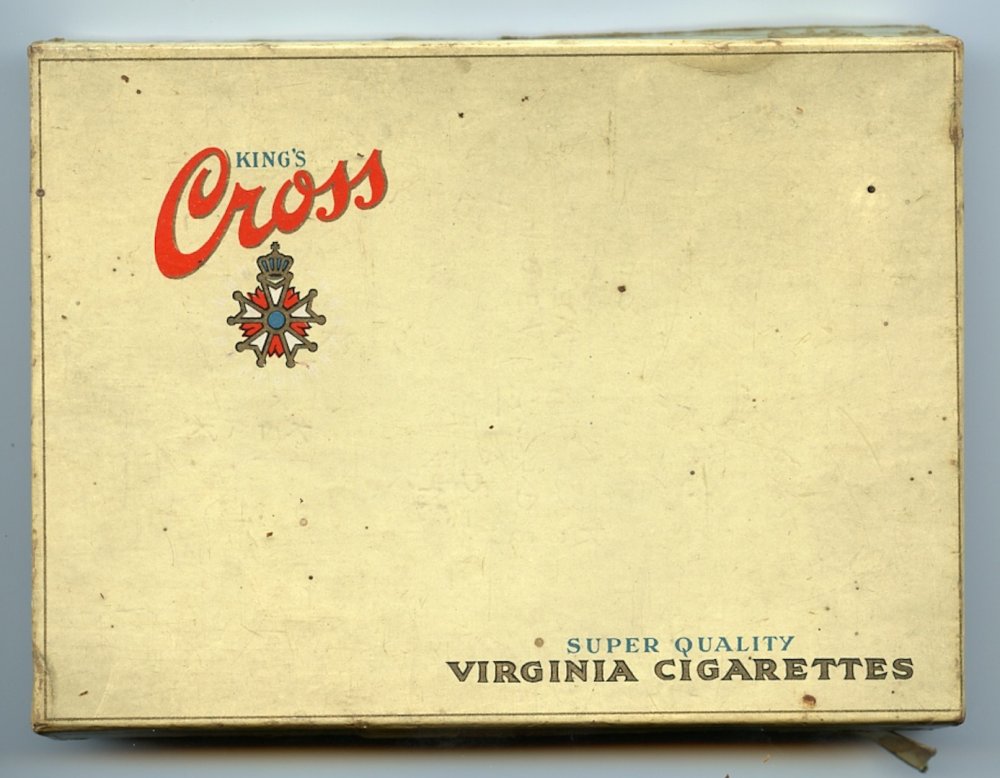 KING'S
Cross
SUPER QUALITY
VIRGINIA CIGARETTES